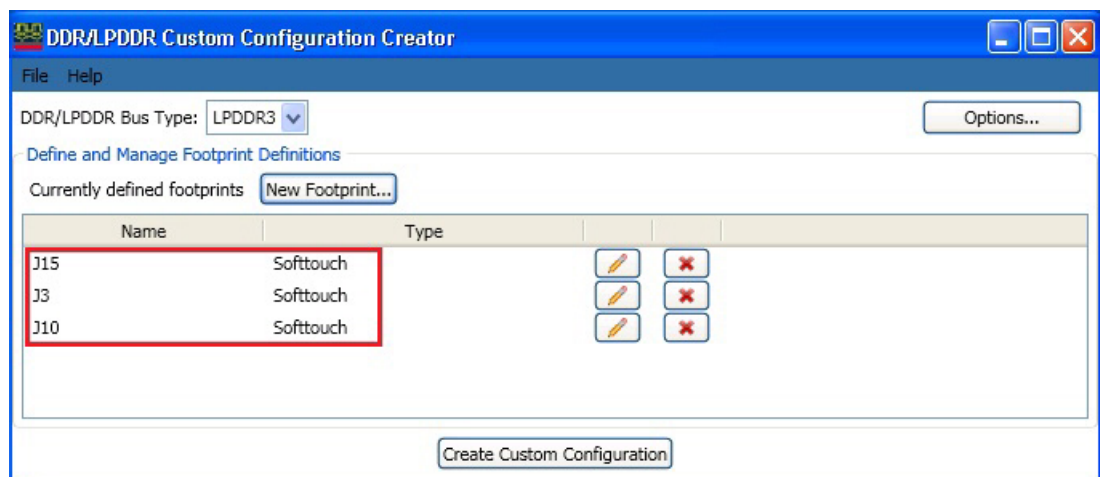 DDR/LPDDR Custom Configuration Creator
File Help
DDR/LPDDR Bus Type: LPDDR3 Options...
Define and Manage Footprint Definitions
Currently defined footprints New Footprint...
Name Type
J15 Softtouch
J3 Softtouch
J10 Softtouch
Create Custom Configuration